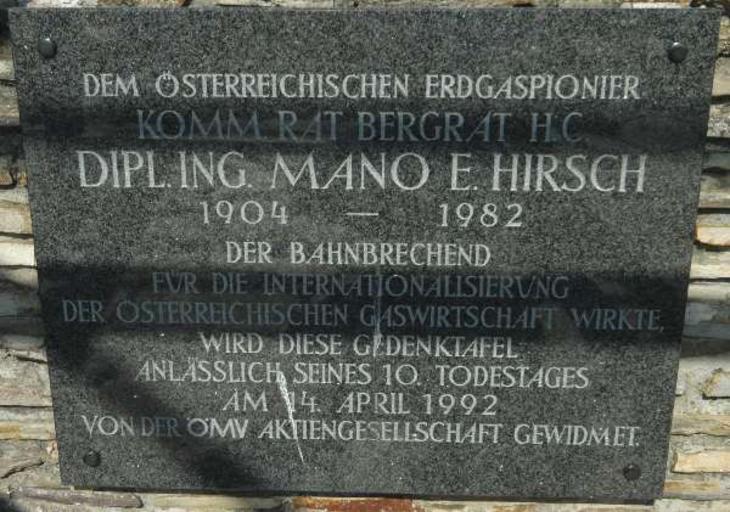 DEM ÖSTERREICHISCHEN ERDGASPIONIER
KOMM. RAT BERGRAT H.C.
DIPL.ING. MANO E. HIRSCH
1904 — 1982
DER BAHNBRECHEND
FÜR DIE INTERNATIONALISIERUNG
DER ÖSTERREICHISCHEN GASWIRTSCHAFT WIRKTE,
WIRD DIESE GEDENKTAFEL
ANLÄSSLICH SEINES 10. TODESTAGES
AM 14. APRIL 1992
VON DER ÖMV AKTIENGESELLSCHAFT GEWIDMET.